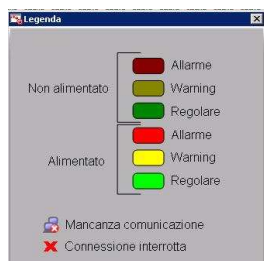 Legenda
Non alimentato
Allarme
Warning
Regolare
Alimentato
Allarme
Warning
Regolare
Mancanza comunicazione
Connessione interrotta